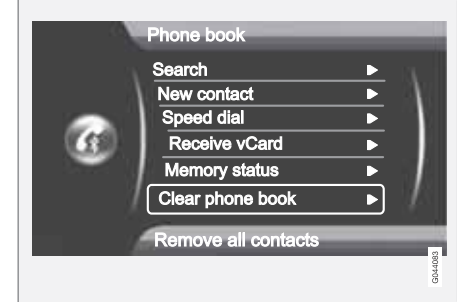 Phone book
Search
New contact
Speed dial
Receive vCard
Memory status
Clear phone book
Remove all contacts
G044083